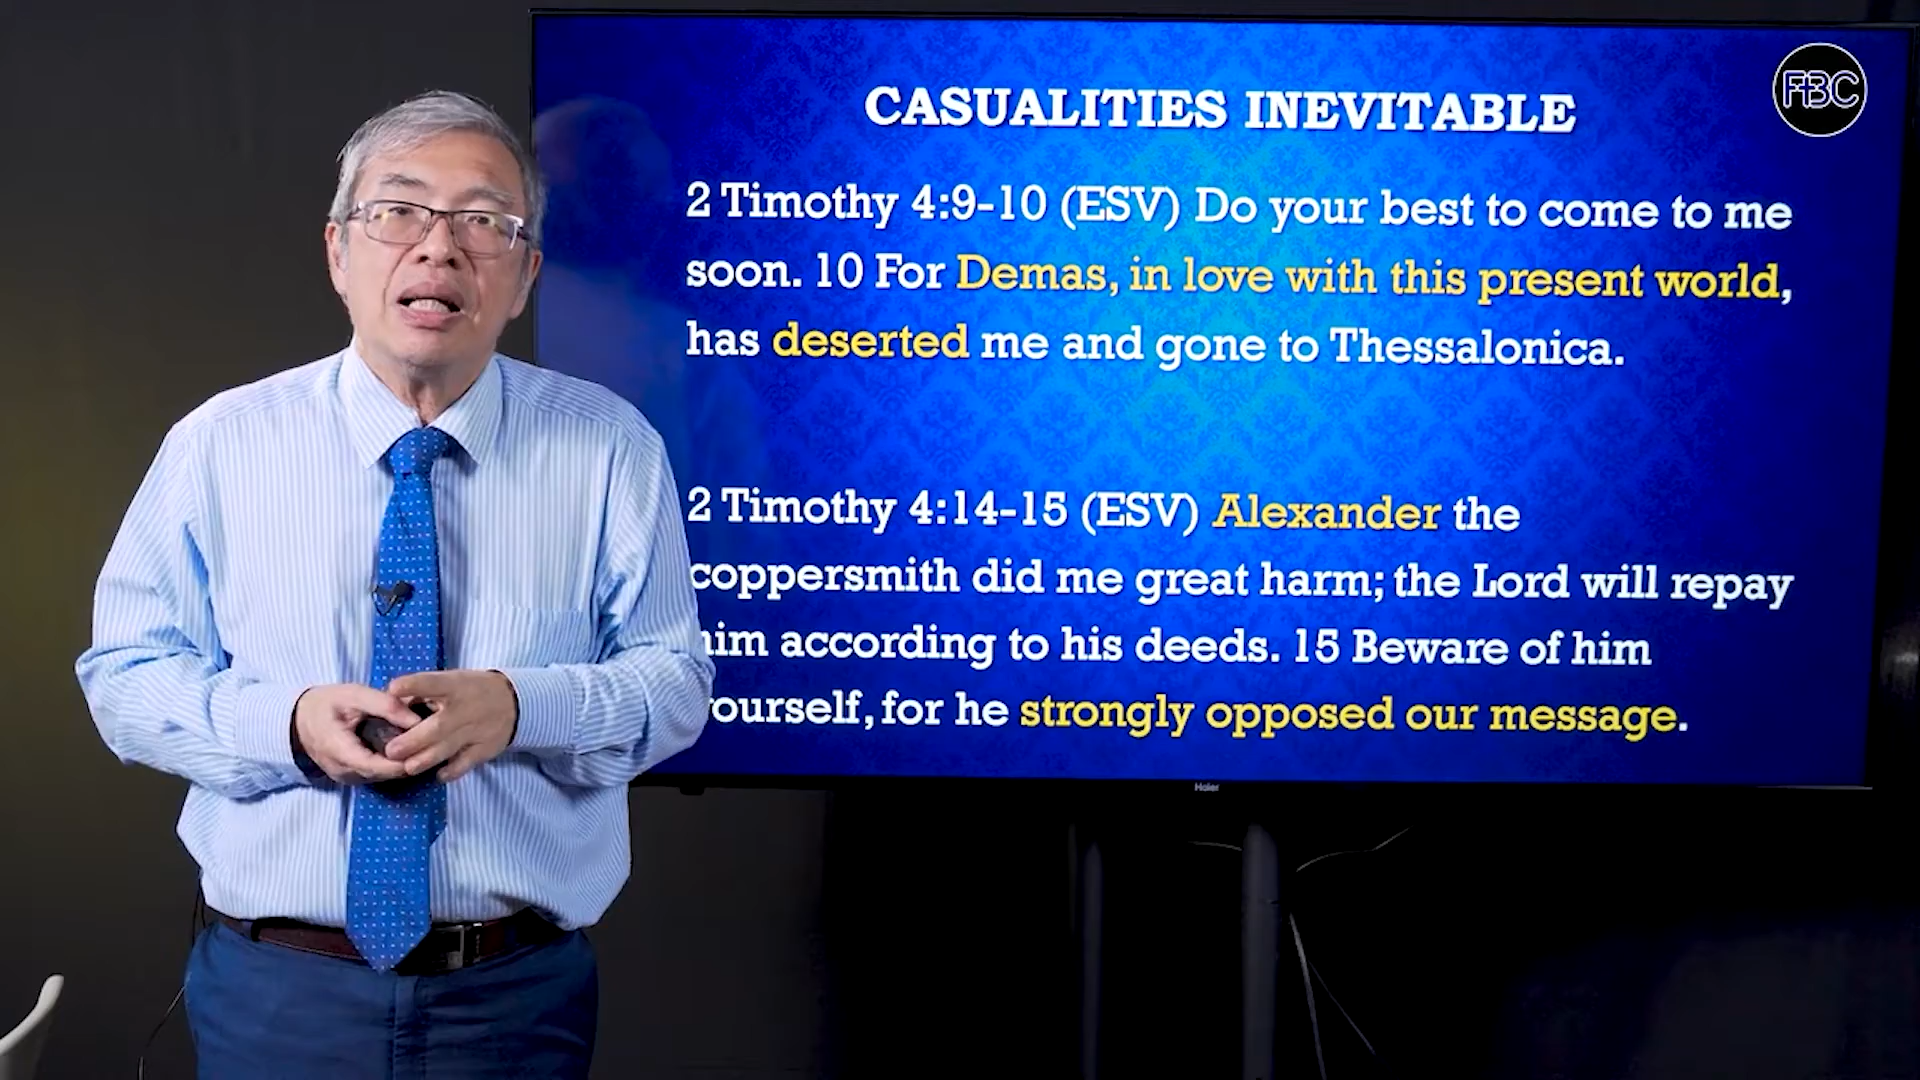 FBC
CASUALITIES INEVITABLE
2 Timothy 4:9-10 (ESV) Do your best to come to me
soon. 10 For Demas, in love with this present world,
has deserted me and gone to Thessalonica.
2 Timothy 4:14-15 (ESV) Alexander the
coppersmith did me great harm; the Lord will repay
him according to his deeds. 15 Beware of him
yourself, for he strongly opposed our message.
Haier